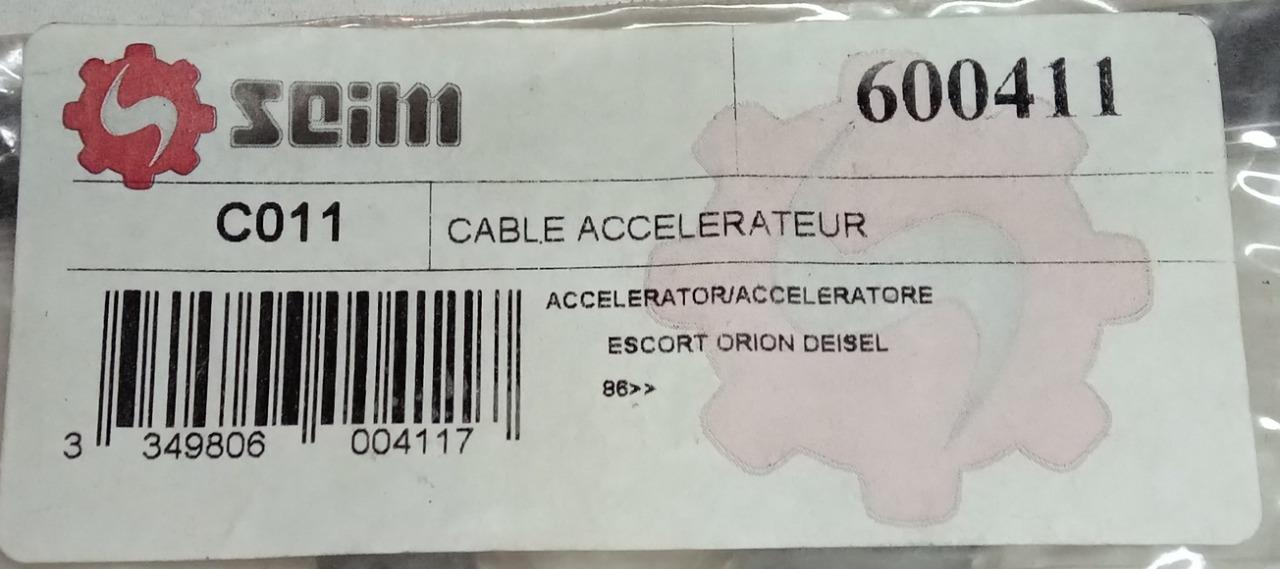 seim
600411
C011
CABLE ACCELERATEUR
ACCELERATOR/ACCELERATORE
ESCORT ORION DEISEL
86>>
3 349806 004117